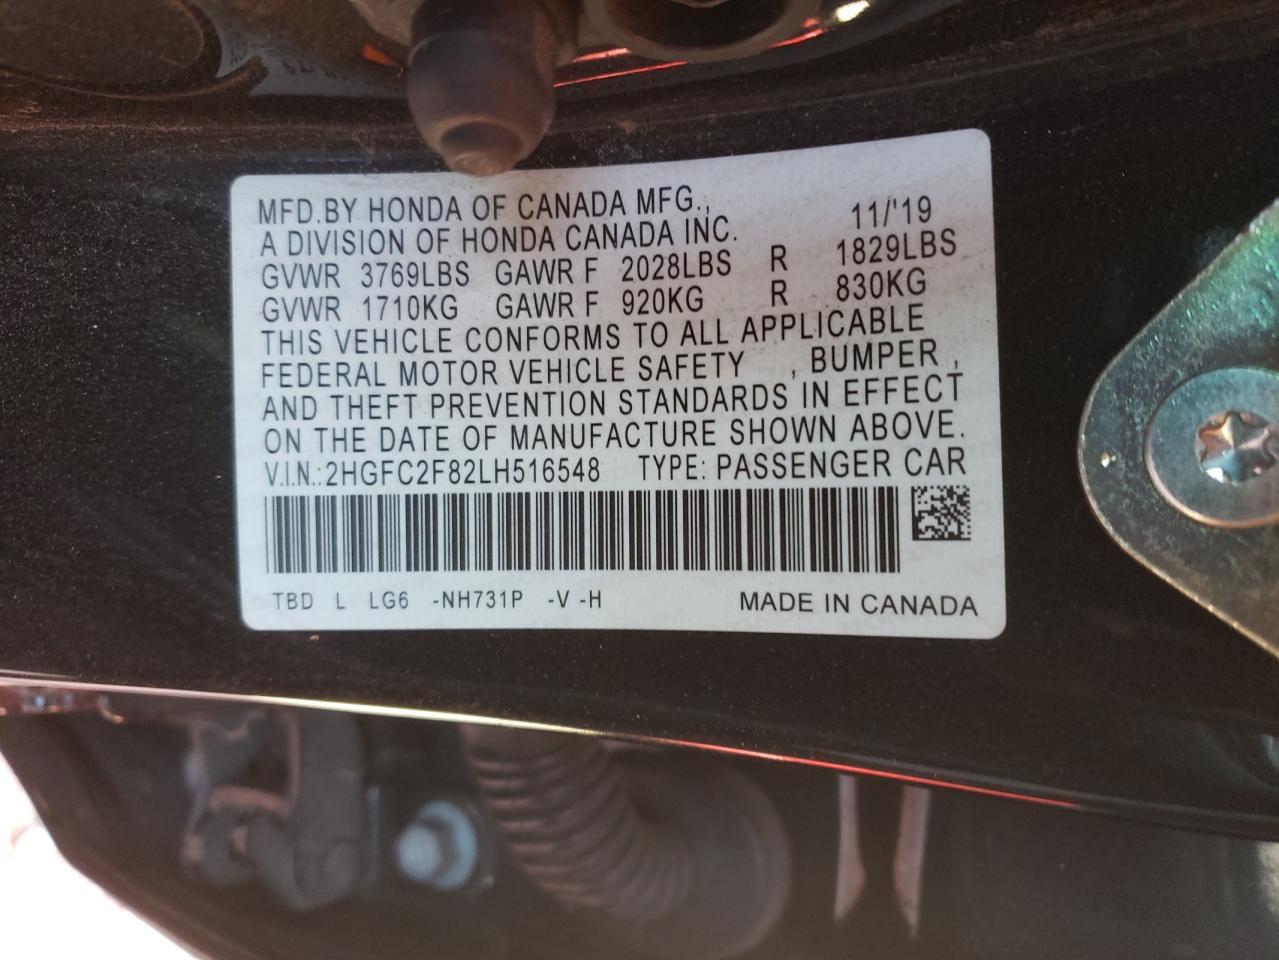 MFD.BY HONDA OF CANADA MFG., 11/'19
A DIVISION OF HONDA CANADA INC.
GVWR 3769LBS GAWR F 2028LBS R 1829LBS
GVWR 1710KG GAWR F 920KG R 830KG
THIS VEHICLE CONFORMS TO ALL APPLICABLE
FEDERAL MOTOR VEHICLE SAFETY , BUMPER ,
AND THEFT PREVENTION STANDARDS IN EFFECT
ON THE DATE OF MANUFACTURE SHOWN ABOVE.
V.I.N.:2HGFC2F82LH516548 TYPE: PASSENGER CAR
TBD L LG6 -NH731P -V -H MADE IN CANADA